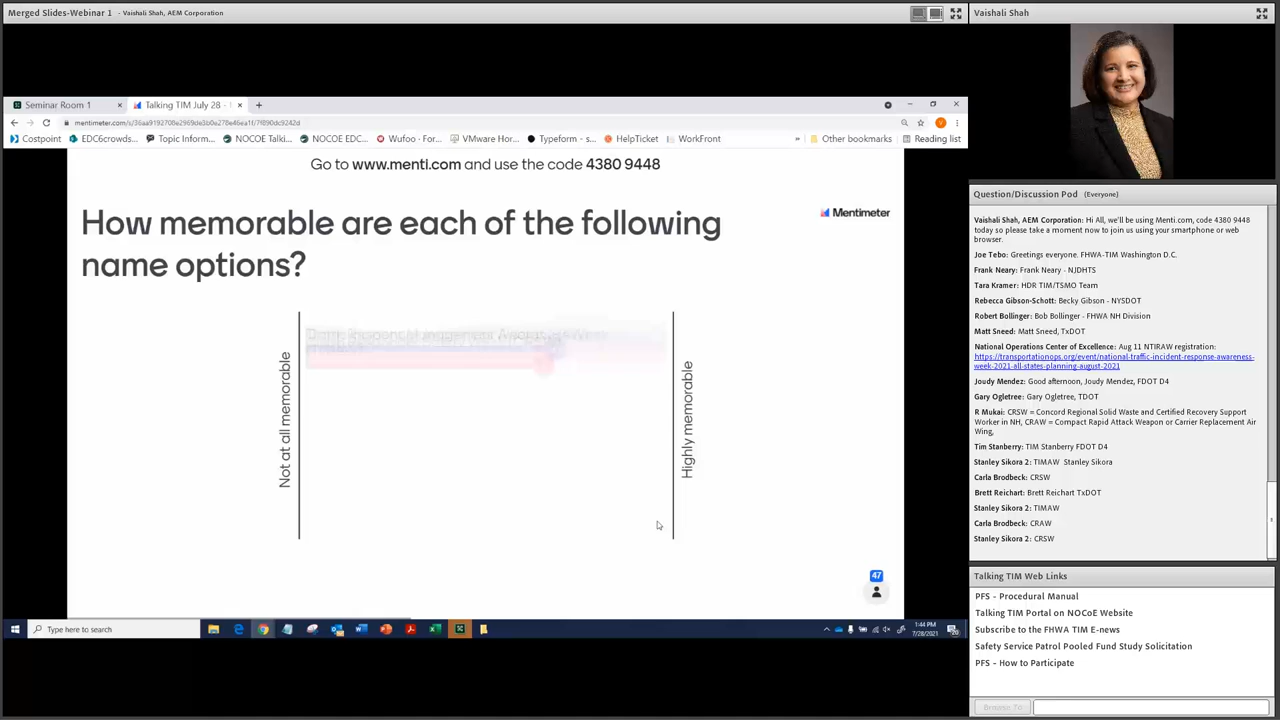 Merged Slides-Webinar 1 - Vaishali Shah, AEM Corporation
Seminar Room 1
Talking TIM July 28 -
Costpoint
EDC6crowds...
Topic Inform...
NOCOE Talki...
NOCOE EDC...
Wufoo - For...
VMware Hor...
Typeform - s...
HelpTicket
WorkFront
Other bookmarks
Reading list
Go to www.menti.com and use the code 4380 9448
Mentimeter
How memorable are each of the following
name options?
Not at all memorable
Highly memorable
47
Type here to search
1:44 PM
7/28/2021
Vaishali Shah
Question/Discussion Pod (Everyone)
Vaishali Shah, AEM Corporation: Hi All, we'll be using Menti.com, code 4380 9448
today so please take a moment now to join us using your smartphone or web
browser.
Joe Tebo: Greetings everyone. FHWA-TIM Washington D.C.
Frank Neary: Frank Neary - NJDHTS
Tara Kramer: HDR TIM/TSMO Team
Rebecca Gibson-Schott: Becky Gibson - NYSDOT
Robert Bollinger: Bob Bollinger - FHWA NH Division
Matt Sneed: Matt Sneed, TxDOT
National Operations Center of Excellence: Aug 11 NTIRAW registration:
https://transportationops.org/event/national-traffic-incident-response-awareness-
week-2021-all-states-planning-august-2021
Joudy Mendez: Good afternoon, Joudy Mendez, FDOT D4
Gary Ogletree: Gary Ogletree, TDOT
R Mukai: CRSW = Concord Regional Solid Waste and Certified Recovery Support
Worker in NH, CRAW = Compact Rapid Attack Weapon or Carrier Replacement Air
Wing,
Tim Stanberry: TIM Stanberry FDOT D4
Stanley Sikora 2: TIMAW Stanley Sikora
Carla Brodbeck: CRSW
Brett Reichart: Brett Reichart TxDOT
Stanley Sikora 2: TIMAW
Carla Brodbeck: CRAW
Stanley Sikora 2: CRSW
Talking TIM Web Links
PFS - Procedural Manual
Talking TIM Portal on NOCoE Website
Subscribe to the FHWA TIM E-news
Safety Service Patrol Pooled Fund Study Solicitation
PFS - How to Participate
Browse To